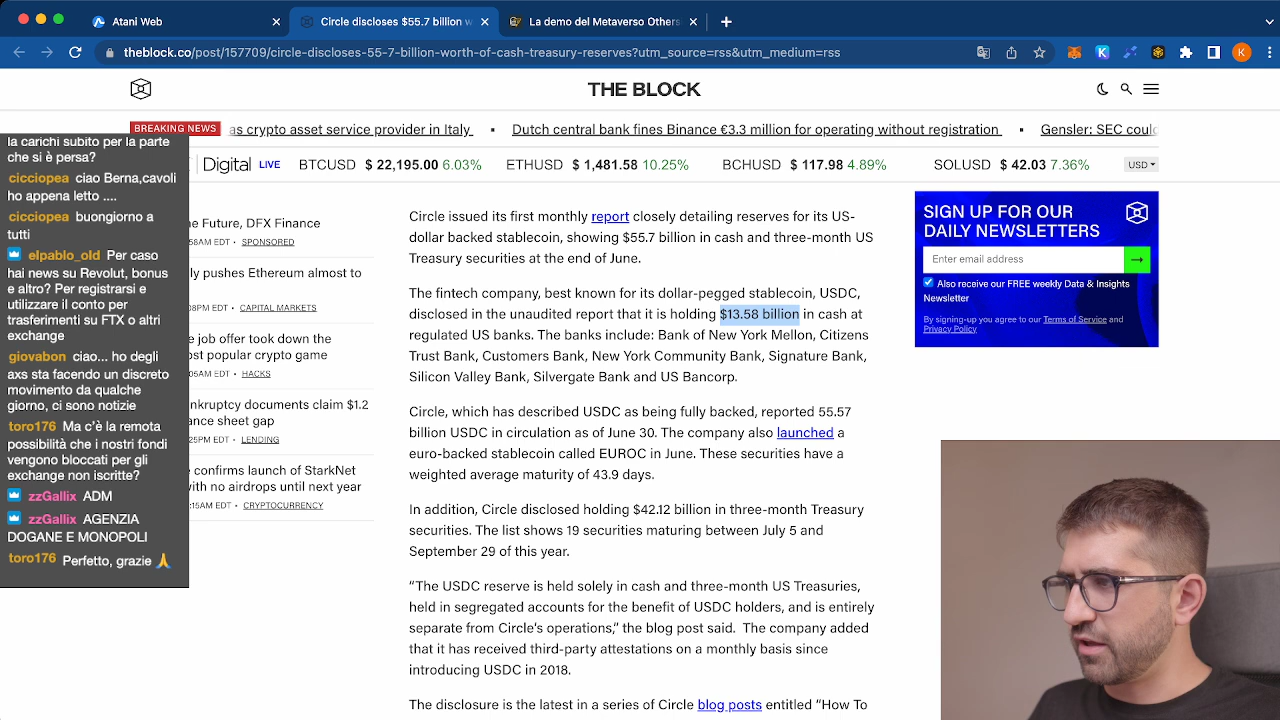 Atani Web
Circle discloses $55.7 billion w
La demo del Metaverso Others
theblock.co/post/157709/circle-discloses-55-7-billion-worth-of-cash-treasury-reserves?utm_source=rss&utm_medium=rss
K
THE BLOCK
BREAKING NEWS
as crypto asset service provider in Italy
Dutch central bank fines Binance €3.3 million for operating without registration
Gensler: SEC could
Digital LIVE
BTCUSD $ 22,195.00 6.03%
ETHUSD $ 1,481.58 10.25%
BCHUSD $ 117.98 4.89%
SOLUSD $ 42.03 7.36%
USD
la carichi subito per la parte
che si è persa?
cicciopea ciao Berna,cavoli
ho appena letto ....
cicciopea buongiorno a
tutti
elpablo_old Per caso
hai news su Revolut, bonus
e altro? Per registrarsi e
utilizzare il conto per
trasferimenti su FTX o altri
exchange
giovabon ciao... ho degli
axs sta facendo un discreto
movimento da qualche
giorno, ci sono notizie
toro176 Ma c'è la remota
possibilità che i nostri fondi
vengono bloccati per gli
exchange non iscritte?
zzGallix ADM
zzGallix AGENZIA
DOGANE E MONOPOLI
toro176 Perfetto, grazie 🙏
e Future, DFX Finance
58AM EDT • SPONSORED
ly pushes Ethereum almost to
08PM EDT • CAPITAL MARKETS
e job offer took down the
ost popular crypto game
05AM EDT • HACKS
nkruptcy documents claim $1.2
ance sheet gap
25PM EDT • LENDING
confirms launch of StarkNet
with no airdrops until next year
15AM EDT • CRYPTOCURRENCY
Circle issued its first monthly report closely detailing reserves for its US-
dollar backed stablecoin, showing $55.7 billion in cash and three-month US
Treasury securities at the end of June.
The fintech company, best known for its dollar-pegged stablecoin, USDC,
disclosed in the unaudited report that it is holding $13.58 billion in cash at
regulated US banks. The banks include: Bank of New York Mellon, Citizens
Trust Bank, Customers Bank, New York Community Bank, Signature Bank,
Silicon Valley Bank, Silvergate Bank and US Bancorp.
Circle, which has described USDC as being fully backed, reported 55.57
billion USDC in circulation as of June 30. The company also launched a
euro-backed stablecoin called EUROC in June. These securities have a
weighted average maturity of 43.9 days.
In addition, Circle disclosed holding $42.12 billion in three-month Treasury
securities. The list shows 19 securities maturing between July 5 and
September 29 of this year.
“The USDC reserve is held solely in cash and three-month US Treasuries,
held in segregated accounts for the benefit of USDC holders, and is entirely
separate from Circle’s operations,” the blog post said. The company added
that it has received third-party attestations on a monthly basis since
introducing USDC in 2018.
The disclosure is the latest in a series of Circle blog posts entitled “How To
SIGN UP FOR OUR
DAILY NEWSLETTERS
Enter email address
Also receive our FREE weekly Data & Insights
Newsletter
By signing-up you agree to our Terms of Service and
Privacy Policy